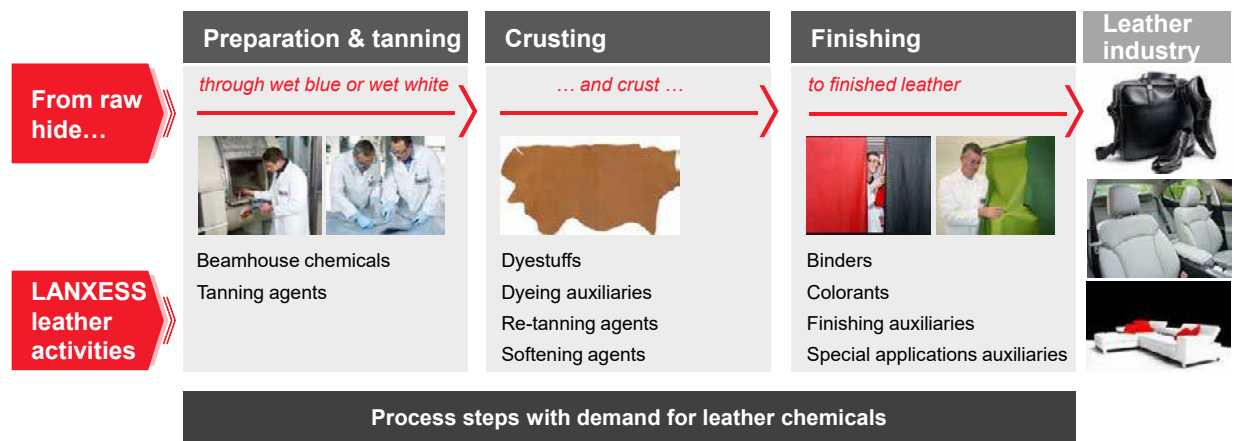 Preparation & tanning
Crusting
Finishing
Leather
industry
From raw
hide…
through wet blue or wet white
… and crust …
to finished leather
LANXESS
leather
activities
Beamhouse chemicals
Tanning agents
Dyestuffs
Dyeing auxiliaries
Re-tanning agents
Softening agents
Binders
Colorants
Finishing auxiliaries
Special applications auxiliaries
Process steps with demand for leather chemicals